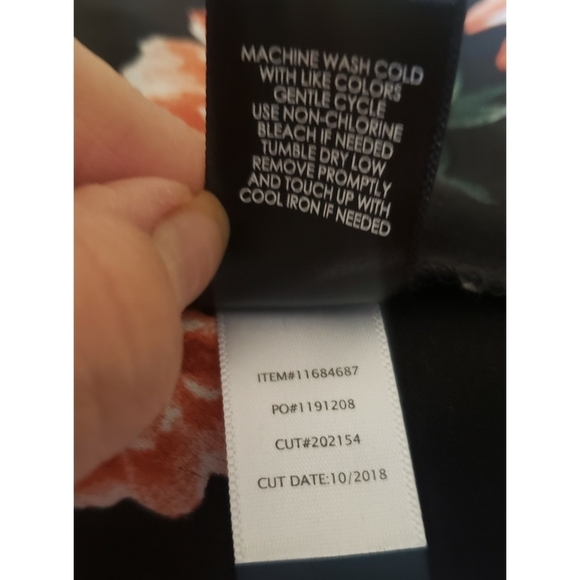 MACHINE WASH COLD
WITH LIKE COLORS
GENTLE CYCLE
USE NON-CHLORINE
BLEACH IF NEEDED
TUMBLE DRY LOW
REMOVE PROMPTLY
AND TOUCH UP WITH
COOL IRON IF NEEDED
ITEM#11684687
PO#1191208
CUT#202154
CUT DATE:10/2018